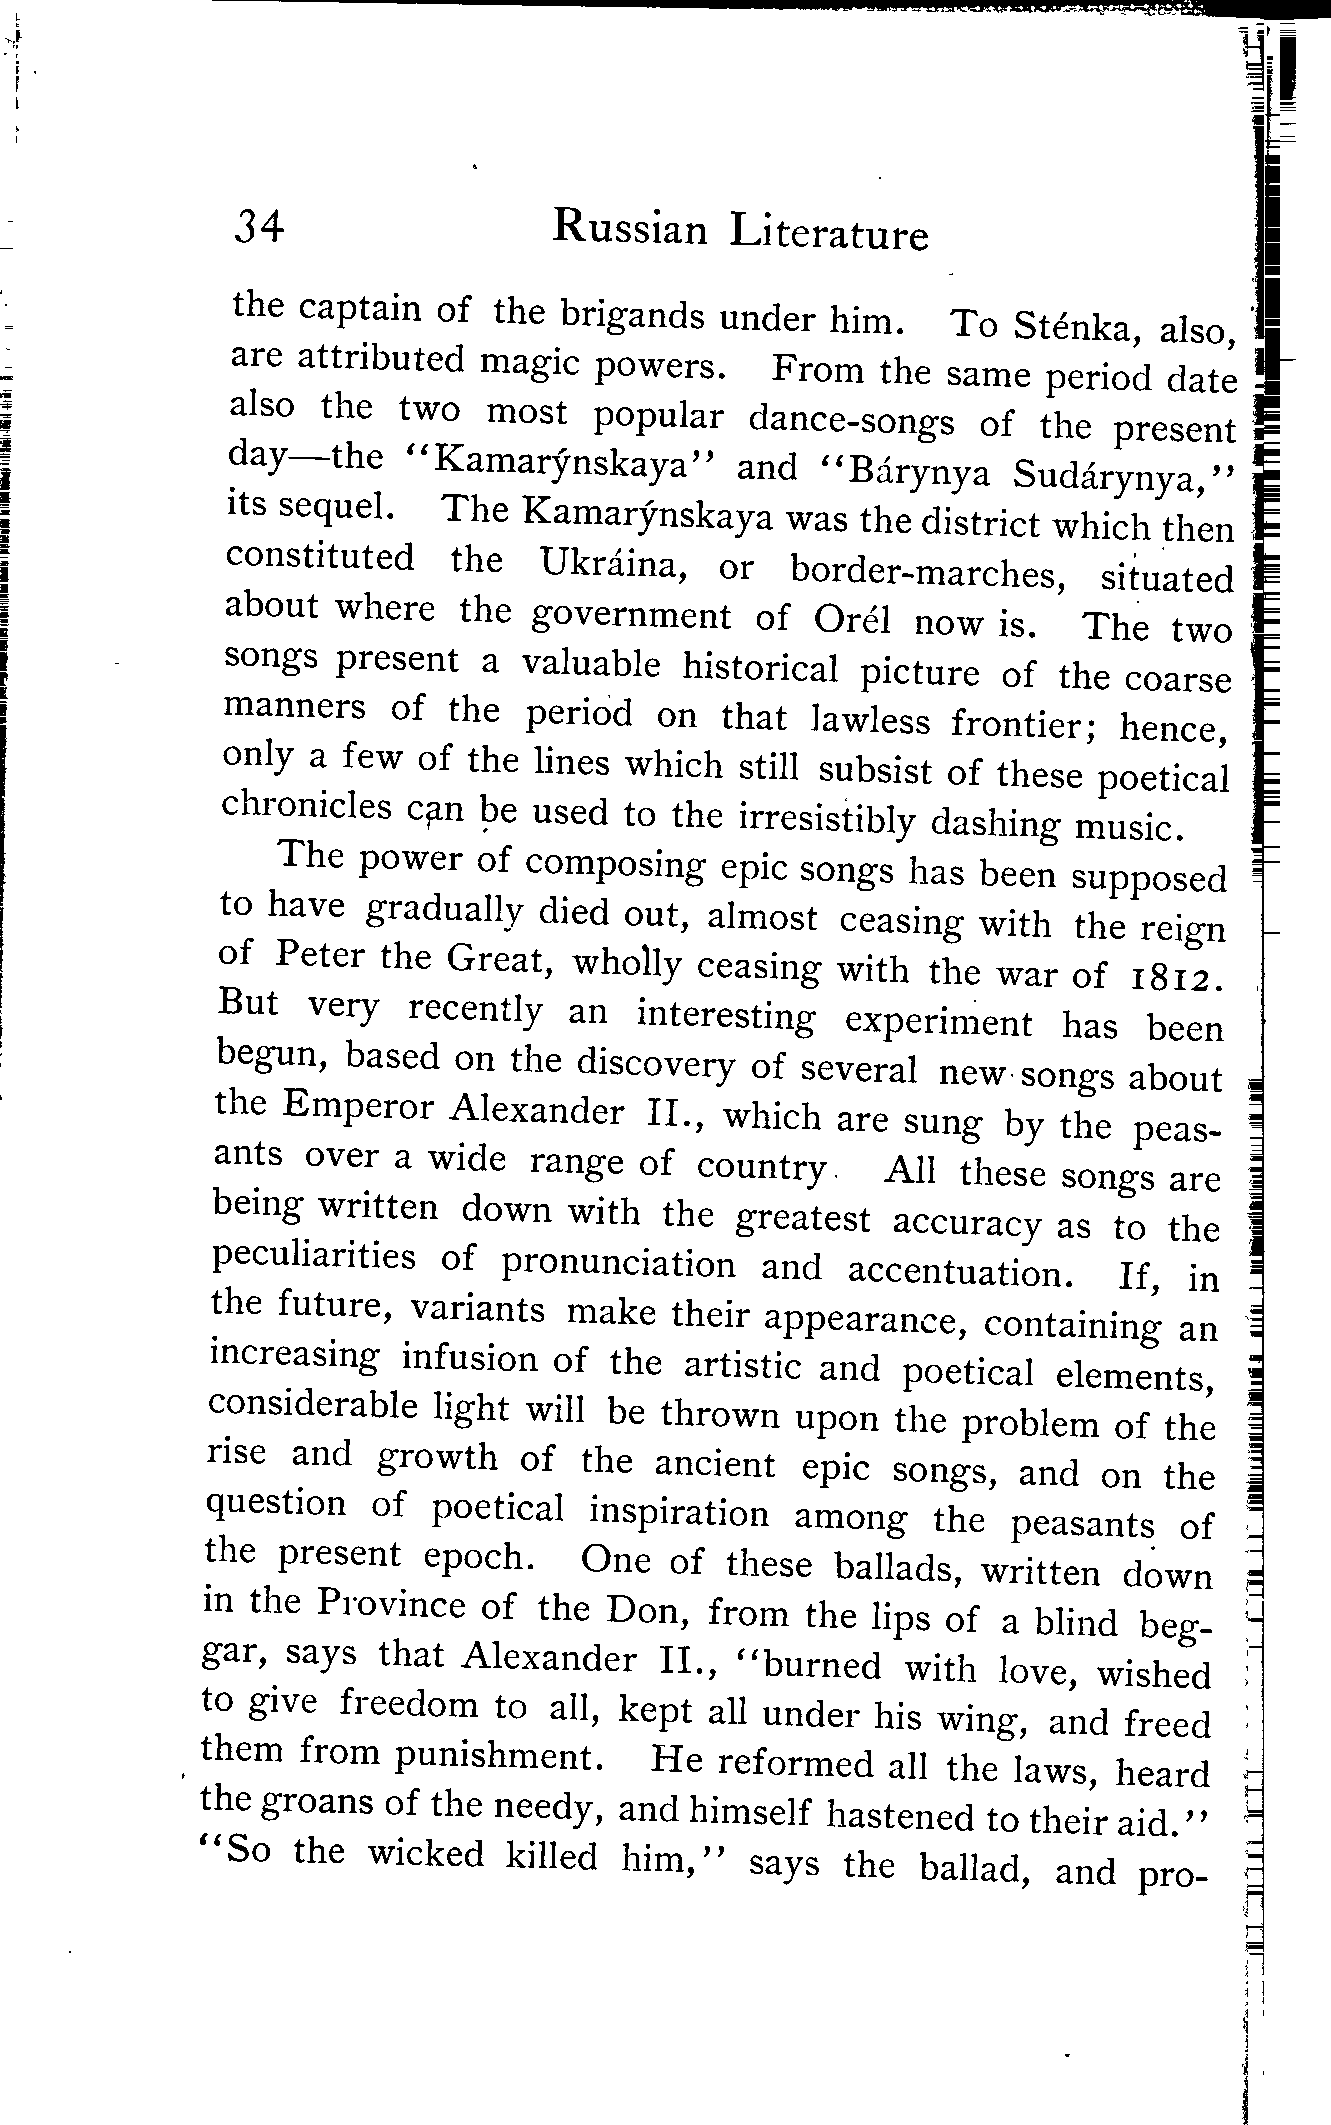 34 Russian Literature
the captain of the brigands under him. To Sténka, also,
are attributed magic powers. From the same period date
also the two most popular dance-songs of the present
day—the “Kamarýnskaya” and “Bárynya Sudárynya,”
its sequel. The Kamarýnskaya was the district which then
constituted the Ukráina, or border-marches, situated
about where the government of Orél now is. The two
songs present a valuable historical picture of the coarse
manners of the period on that lawless frontier; hence,
only a few of the lines which still subsist of these poetical
chronicles can be used to the irresistibly dashing music.
The power of composing epic songs has been supposed
to have gradually died out, almost ceasing with the reign
of Peter the Great, wholly ceasing with the war of 1812.
But very recently an interesting experiment has been
begun, based on the discovery of several new songs about
the Emperor Alexander II., which are sung by the peas-
ants over a wide range of country. All these songs are
being written down with the greatest accuracy as to the
peculiarities of pronunciation and accentuation. If, in
the future, variants make their appearance, containing an
increasing infusion of the artistic and poetical elements,
considerable light will be thrown upon the problem of the
rise and growth of the ancient epic songs, and on the
question of poetical inspiration among the peasants of
the present epoch. One of these ballads, written down
in the Province of the Don, from the lips of a blind beg-
gar, says that Alexander II., “burned with love, wished
to give freedom to all, kept all under his wing, and freed
them from punishment. He reformed all the laws, heard
the groans of the needy, and himself hastened to their aid.”
“So the wicked killed him,” says the ballad, and pro-